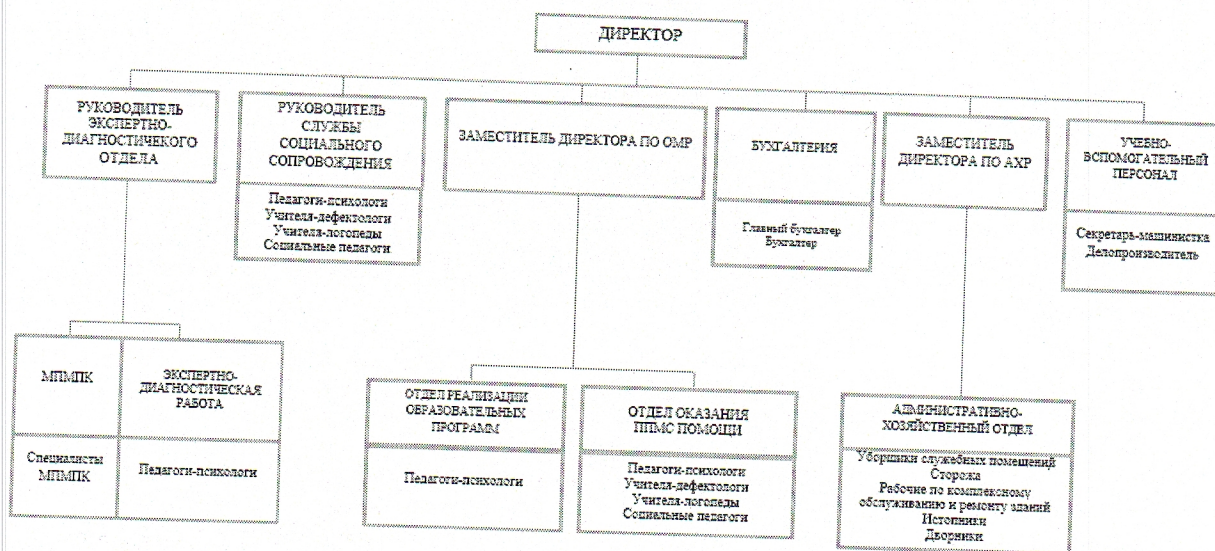 ДИРЕКТОР
РУКОВОДИТЕЛЬ
ЭКСПЕРТНО-
ДИАГНОСТИЧЕКОГО
ОТДЕЛА
РУКОВОДИТЕЛЬ
СЛУЖБЫ
СОЦИАЛЬНОГО
СОПРОВОЖДЕНИЯ
Педагоги-психологи
Учителя-дефектологи
Учителя-логопеды
Социальные педагоги
ЗАМЕСТИТЕЛЬ ДИРЕКТОРА ПО ОМР
БУХГАЛТЕРИЯ
Главный бухгалтер
Бухгалтер
ЗАМЕСТИТЕЛЬ
ДИРЕКТОРА ПО АХР
УЧЕБНО-
ВСПОМОГАТЕЛЬНЫЙ
ПЕРСОНАЛ
Секретарь-машинистка
Делопроизводитель
МПМПК
Специалисты
МПМПК
ЭКСПЕРТНО-
ДИАГНОСТИЧЕСКАЯ
РАБОТА
Педагоги-психологи
ОТДЕЛ РЕАЛИЗАЦИИ
ОБРАЗОВАТЕЛЬНЫХ
ПРОГРАММ
Педагоги-психологи
ОТДЕЛ ОКАЗАНИЯ
ППМС ПОМОЩИ
Педагоги-психологи
Учителя-дефектологи
Учителя-логопеды
Социальные педагоги
АДМИНИСТРАТИВНО-
ХОЗЯЙСТВЕННЫЙ ОТДЕЛ
Уборщики служебных помещений
Сторожа
Рабочие по комплексному
обслуживанию и ремонту зданий
Истопники
Дворники